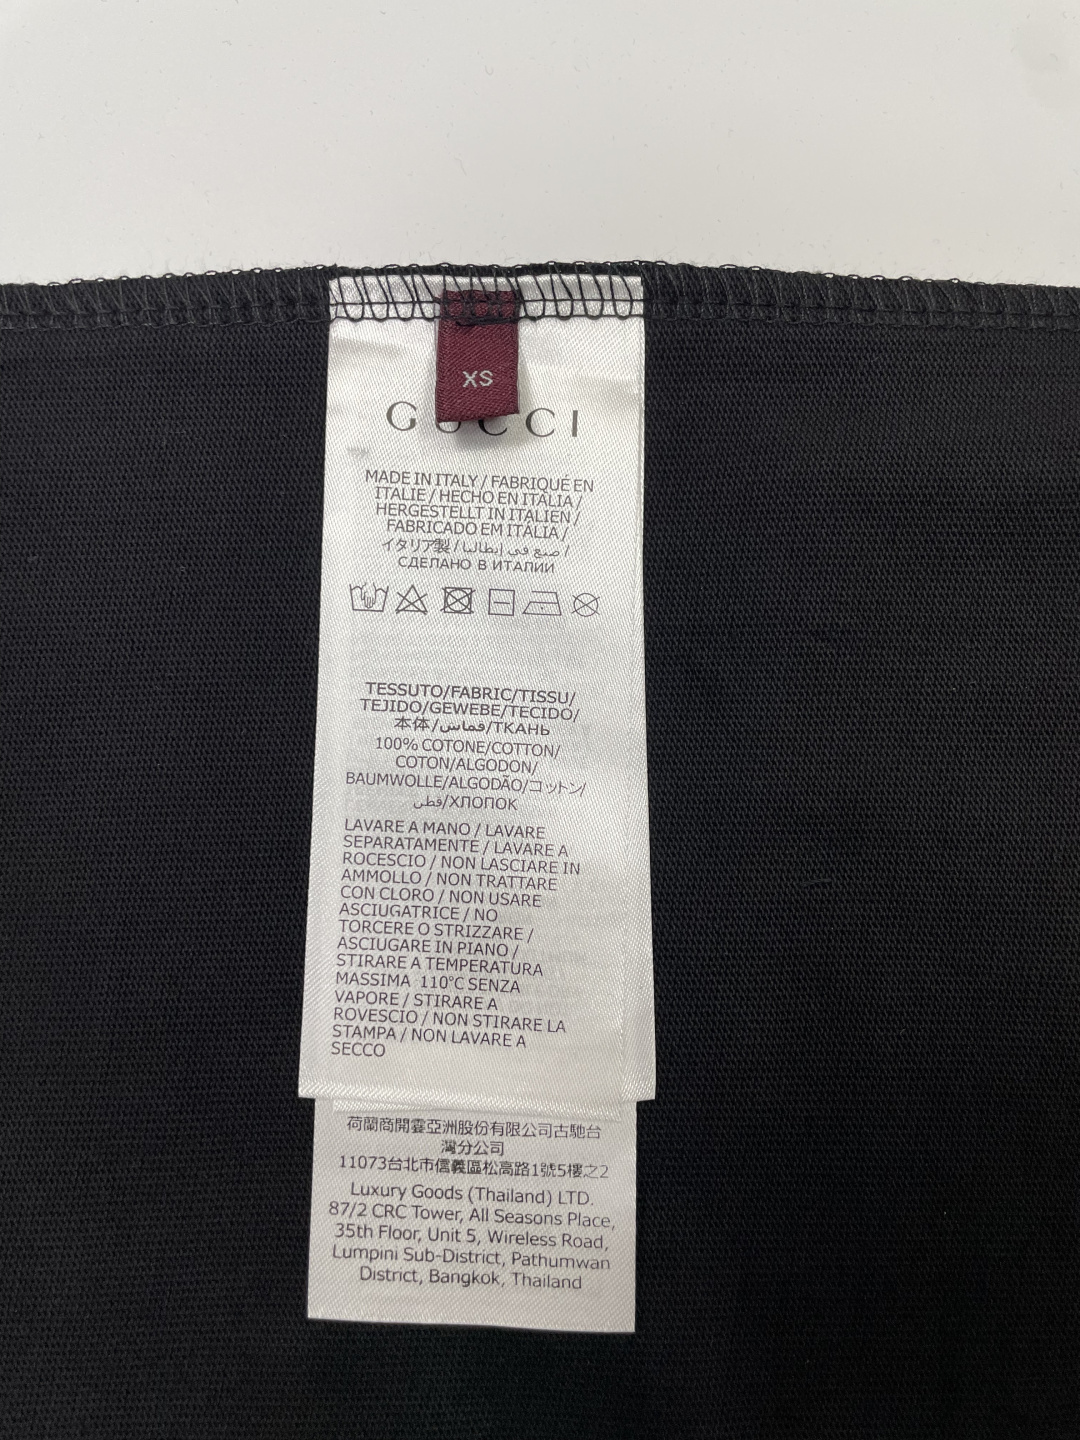 XS
GUCCI
MADE IN ITALY / FABRIQUÉ EN
ITALIE / HECHO EN ITALIA /
HERGESTELLT IN ITALIEN /
FABRICADO EM ITÁLIA /
イタリア製 / صنع في إيطاليا /
СДЕЛАНО В ИТАЛИИ
TESSUTO/FABRIC/TISSU/
TEJIDO/GEWEBE/TECIDO/
本体/قماش/ТКАНЬ
100% COTONE/COTTON/
COTON/ALGODON/
BAUMWOLLE/ALGODÃO/コットン/
قطن/ХЛОПОК
LAVARE A MANO / LAVARE
SEPARATAMENTE / LAVARE A
ROCESCIO / NON LASCIARE IN
AMMOLLO / NON TRATTARE
CON CLORO / NON USARE
ASCIUGATRICE / NO
TORCERE O STRIZZARE /
ASCIUGARE IN PIANO /
STIRARE A TEMPERATURA
MASSIMA 110°C SENZA
VAPORE / STIRARE A
ROVESCIO / NON STIRARE LA
STAMPA / NON LAVARE A
SECCO
荷蘭商開雲亞洲股份有限公司古馳台
灣分公司
11073台北市信義區松高路1號5樓之2
Luxury Goods (Thailand) LTD.
87/2 CRC Tower, All Seasons Place,
35th Floor, Unit 5, Wireless Road,
Lumpini Sub-District, Pathumwan
District, Bangkok, Thailand